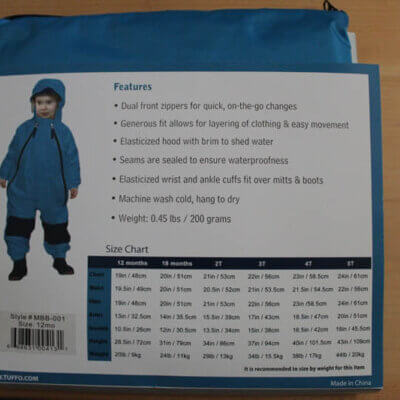 Features
• Dual front zippers for quick, on-the-go changes
• Generous fit allows for layering of clothing & easy movement
• Elasticized hood with brim to shed water
• Seams are sealed to ensure waterproofness
• Elasticized wrist and ankle cuffs fit over mitts & boots
• Machine wash cold, hang to dry
• Weight: 0.45 lbs / 200 grams
Size Chart
12 months 18 months 2T 3T 4T 5T
Chest 19in / 48cm 20in / 51cm 21in / 53cm 22in / 56cm 23in / 58.5cm 24in / 61cm
Waist 19.5in / 49cm 20in / 51cm 20.5in / 52cm 21in / 53.5cm 21.5in / 54.5cm 22in / 56cm
Hips 19in / 48cm 20in / 51cm 21in / 53cm 22in / 56cm 23in / 58.5cm 24in / 61cm
13in / 32.5cm 14in / 35.5cm 15.5in / 39cm 17in / 43cm 18.5in / 47cm 20in / 51cm
Inseam 10.5in / 26cm 12in / 30.5cm 13.5in / 34cm 15in / 38cm 16.5in / 42cm 18in / 45.5cm
Height 28.5in / 72cm 31in / 79cm 34in / 86cm 37in / 94cm 40in / 101.5cm 43in / 109cm
Weight 20lb / 9kg 24lb / 11kg 29lb / 13kg 34lb / 15.5kg 38lb / 17kg 44lb / 20kg
It is recommended to size by weight for this item
Style # MBB-001
Size: 12mo
TUFFO.COM
Made in China